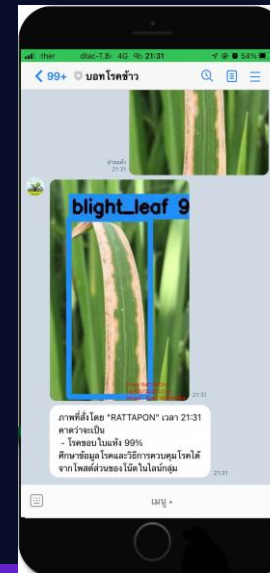 ther dtac-T.B 4G 21:31 54%
99+ บอทโรคข้าว
อ่านแล้ว
21:31
blight_leaf 9
21:31
ภาพที่สั่งโดย "RATTAPON" เวลา 21:31
คาดว่าจะเป็น
- โรคขอบใบแห้ง 99%
ศึกษาข้อมูลโรคและวิธีการควบคุมโรคได้
จากโพสต์ส่วนของโน๊ตในไลน์กลุ่ม
21:31
เมนู